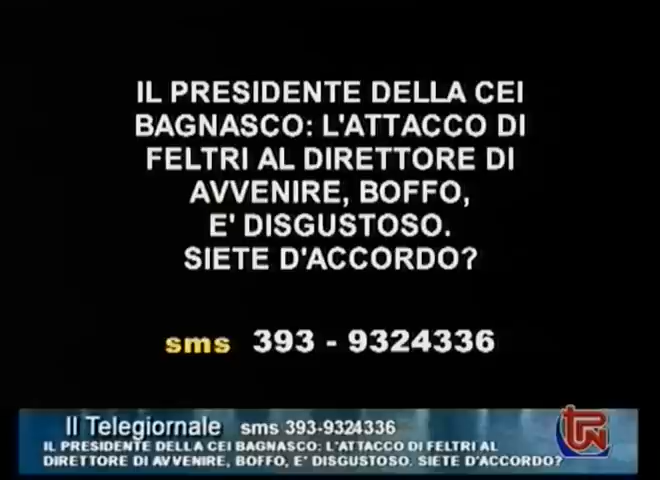 IL PRESIDENTE DELLA CEI
BAGNASCO: L'ATTACCO DI
FELTRI AL DIRETTORE DI
AVVENIRE, BOFFO,
E' DISGUSTOSO.
SIETE D'ACCORDO?
sms 393 - 9324336
Il Telegiornale sms 393-9324336
IL PRESIDENTE DELLA CEI BAGNASCO: L'ATTACCO DI FELTRI AL
DIRETTORE DI AVVENIRE, BOFFO, E' DISGUSTOSO. SIETE D'ACCORDO?